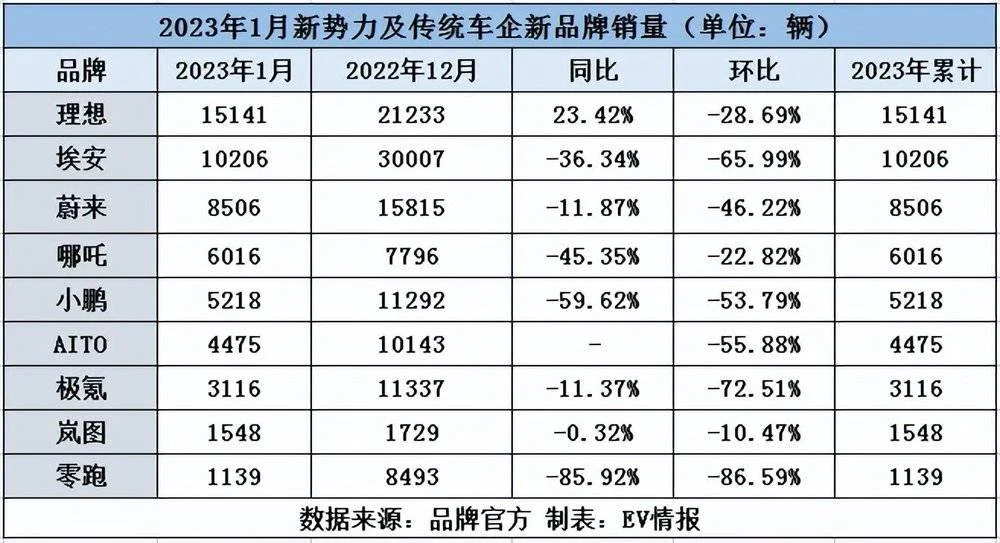 2023年1月新势力及传统车企新品牌销量（单位：辆）
品牌 2023年1月 2022年12月 同比 环比 2023年累计
理想 15141 21233 23.42% -28.69% 15141
埃安 10206 30007 -36.34% -65.99% 10206
蔚来 8506 15815 -11.87% -46.22% 8506
哪吒 6016 7796 -45.35% -22.82% 6016
小鹏 5218 11292 -59.62% -53.79% 5218
AITO 4475 10143 - -55.88% 4475
极氪 3116 11337 -11.37% -72.51% 3116
岚图 1548 1729 -0.32% -10.47% 1548
零跑 1139 8493 -85.92% -86.59% 1139
数据来源：品牌官方 制表：EV情报